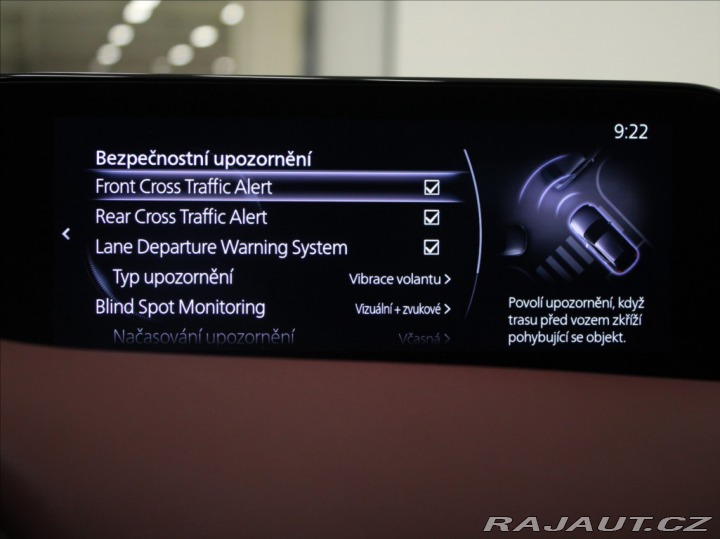 9:22
Bezpečnostní upozornění
Front Cross Traffic Alert
Rear Cross Traffic Alert
Lane Departure Warning System
Typ upozornění Vibrace volantu >
Blind Spot Monitoring Vizuální + zvukové >
Načasování upozornění Včasná >
Povolí upozornění, když
trasu před vozem zkříží
pohybující se objekt.
RAJAUT.CZ